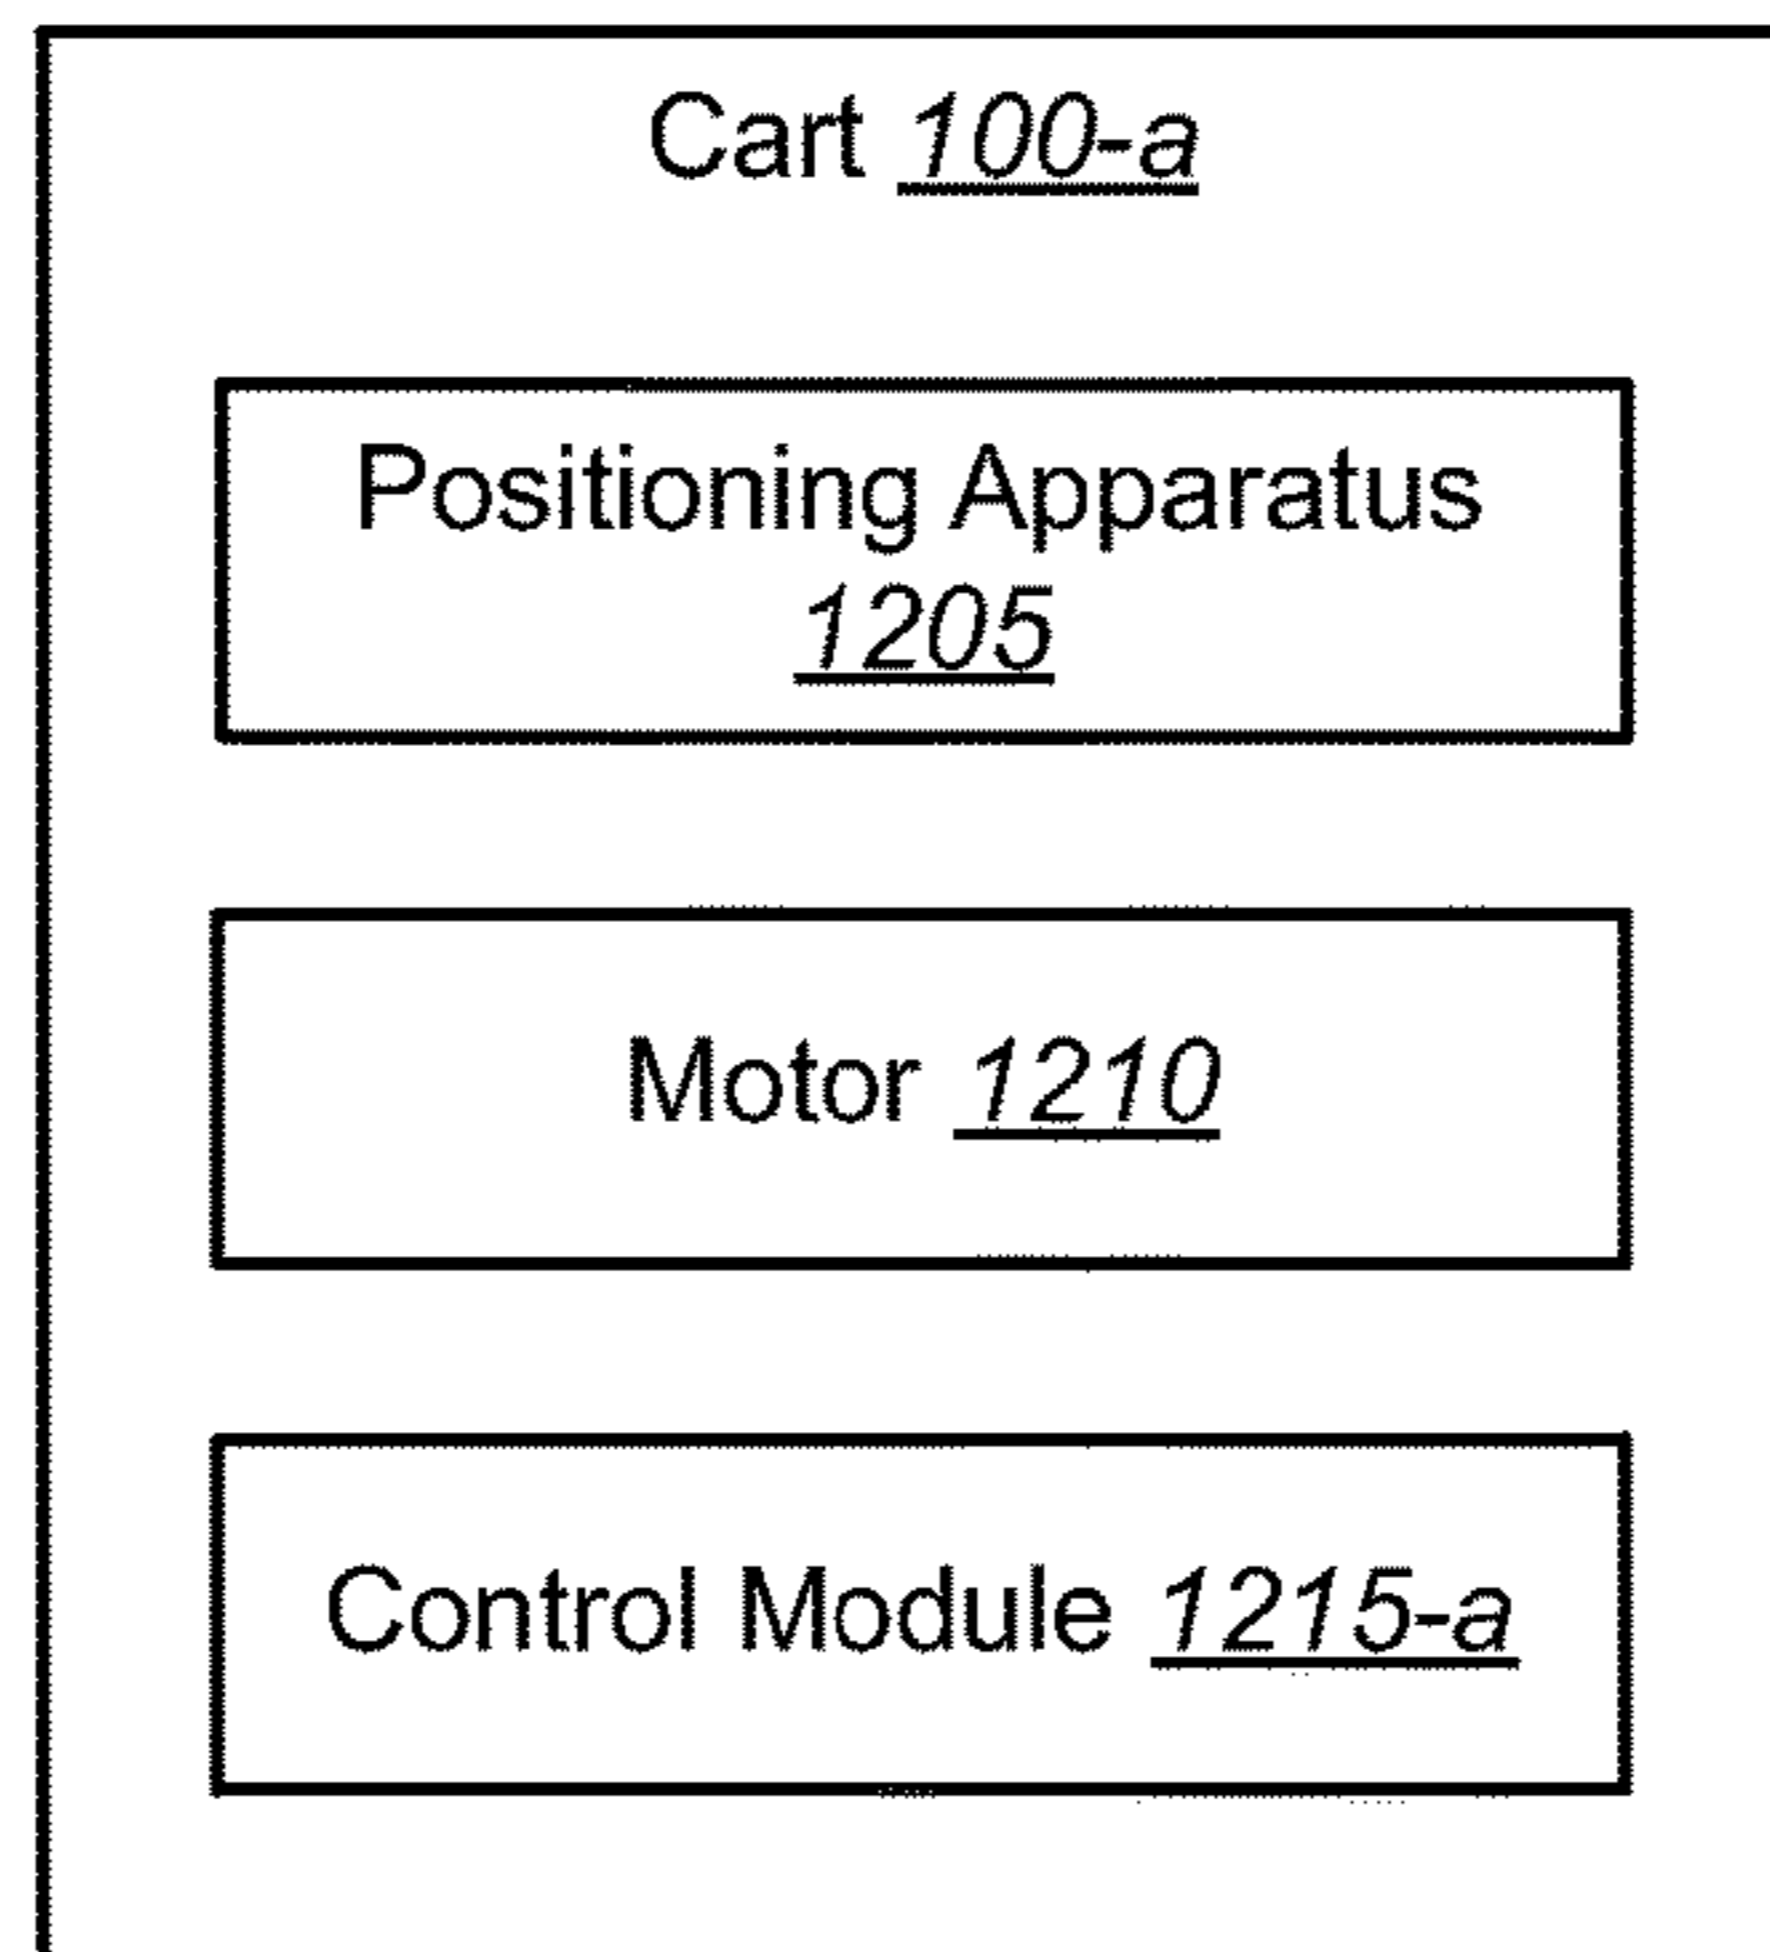 Cart 100-a
Positioning Apparatus
1205
Motor 1210
Control Module 1215-a